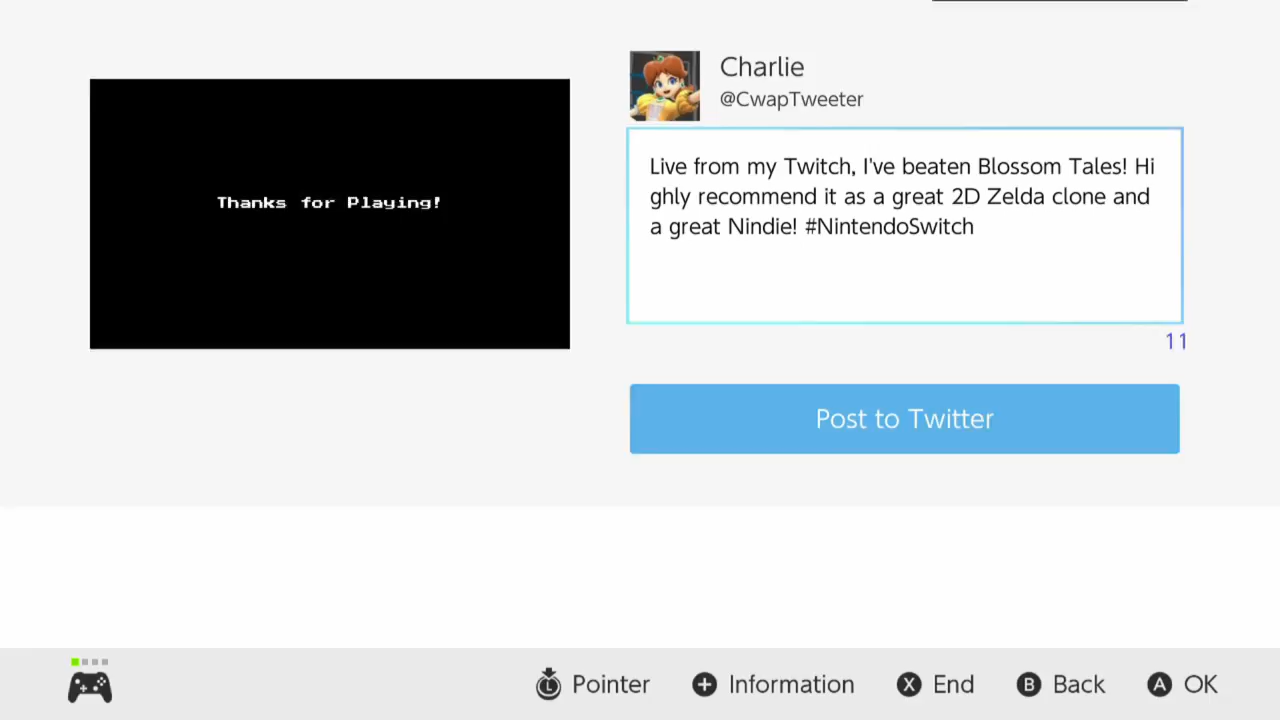 Thanks for Playing!
Charlie
@CwapTweeter
Live from my Twitch, I've beaten Blossom Tales! Hi
ghly recommend it as a great 2D Zelda clone and
a great Nindie! #NintendoSwitch
11
Post to Twitter
L Pointer + Information X End B Back A OK